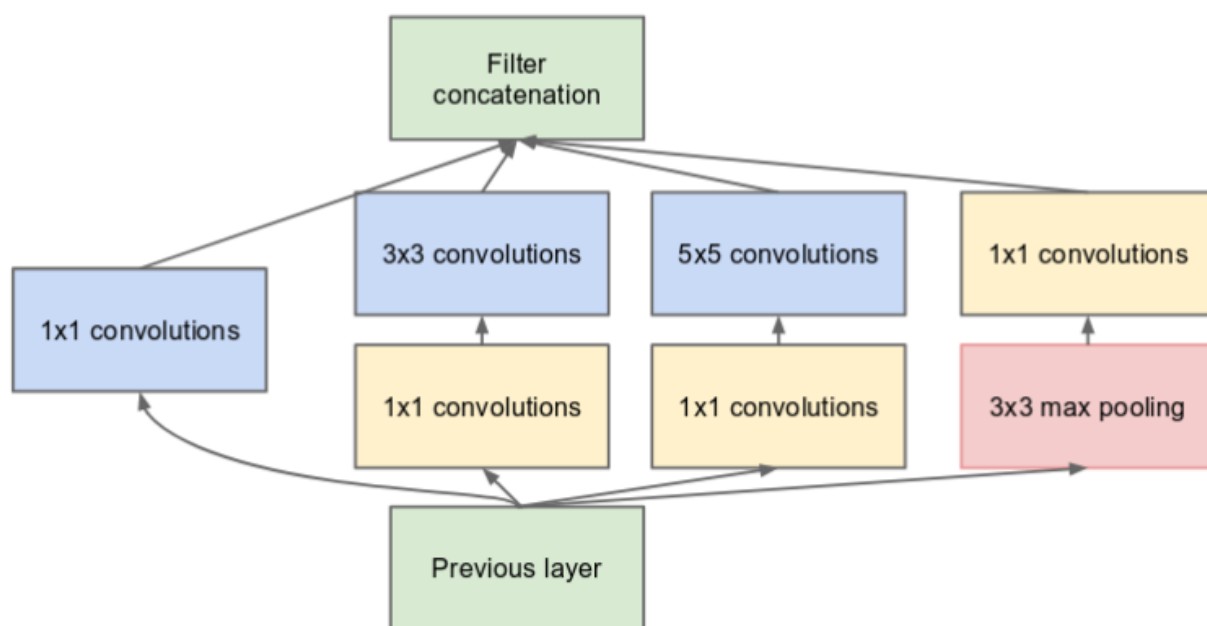 Filter
concatenation
3x3 convolutions
5x5 convolutions
1x1 convolutions
1x1 convolutions
1x1 convolutions
1x1 convolutions
3x3 max pooling
Previous layer